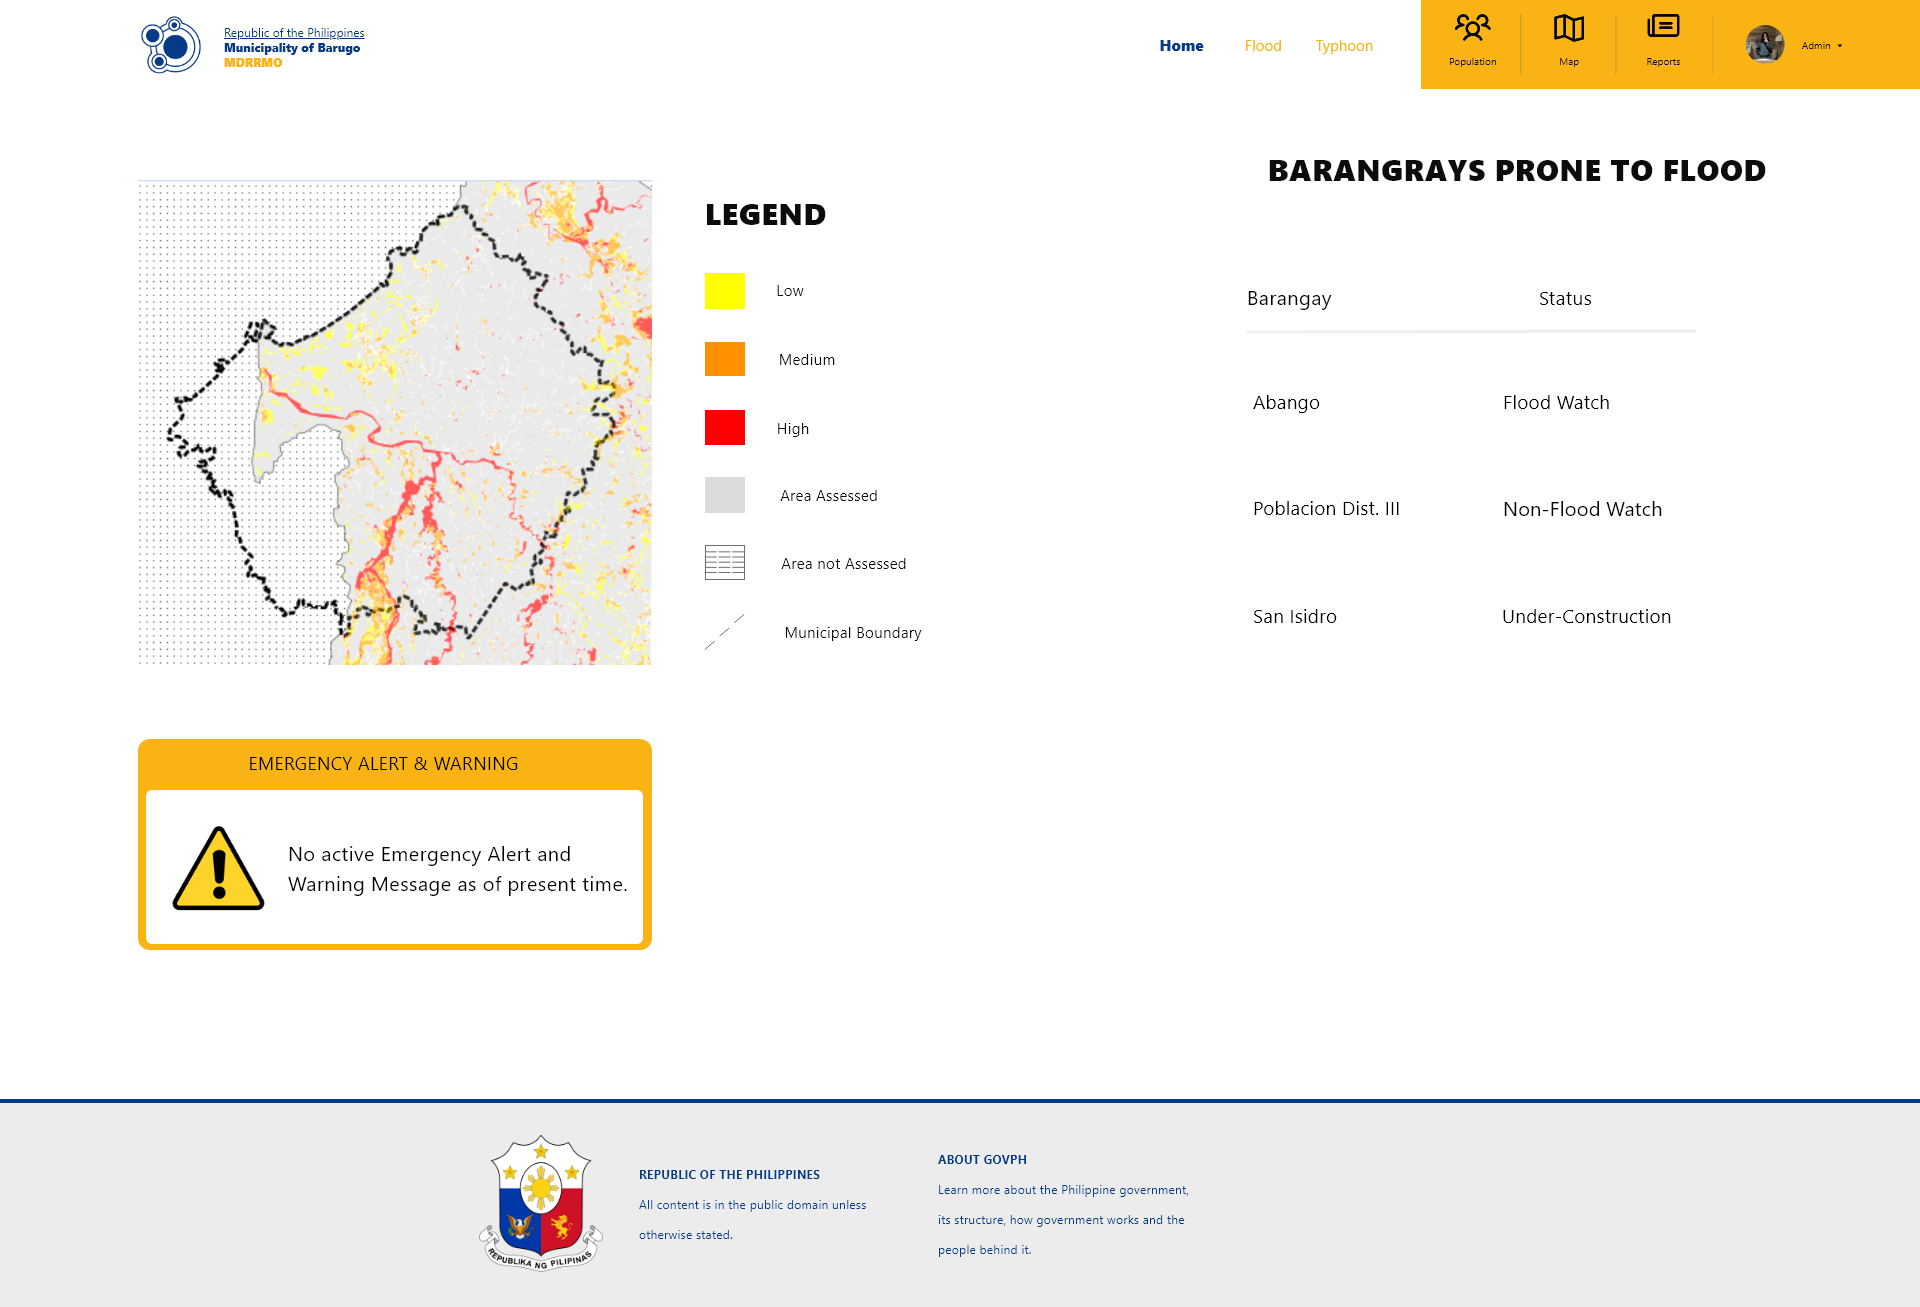 Republic of the Philippines
Municipality of Barugo
MDRRMO
Home
Flood
Typhoon
Population
Map
Reports
Admin
BARANGRAYS PRONE TO FLOOD
LEGEND
Low
Medium
High
Area Assessed
Area not Assessed
Municipal Boundary
Barangay Status
Abango Flood Watch
Poblacion Dist. III Non-Flood Watch
San Isidro Under-Construction
EMERGENCY ALERT & WARNING
No active Emergency Alert and
Warning Message as of present time.
REPUBLIKA NG PILIPINAS
REPUBLIC OF THE PHILIPPINES
All content is in the public domain unless
otherwise stated.
ABOUT GOVPH
Learn more about the Philippine government,
its structure, how government works and the
people behind it.